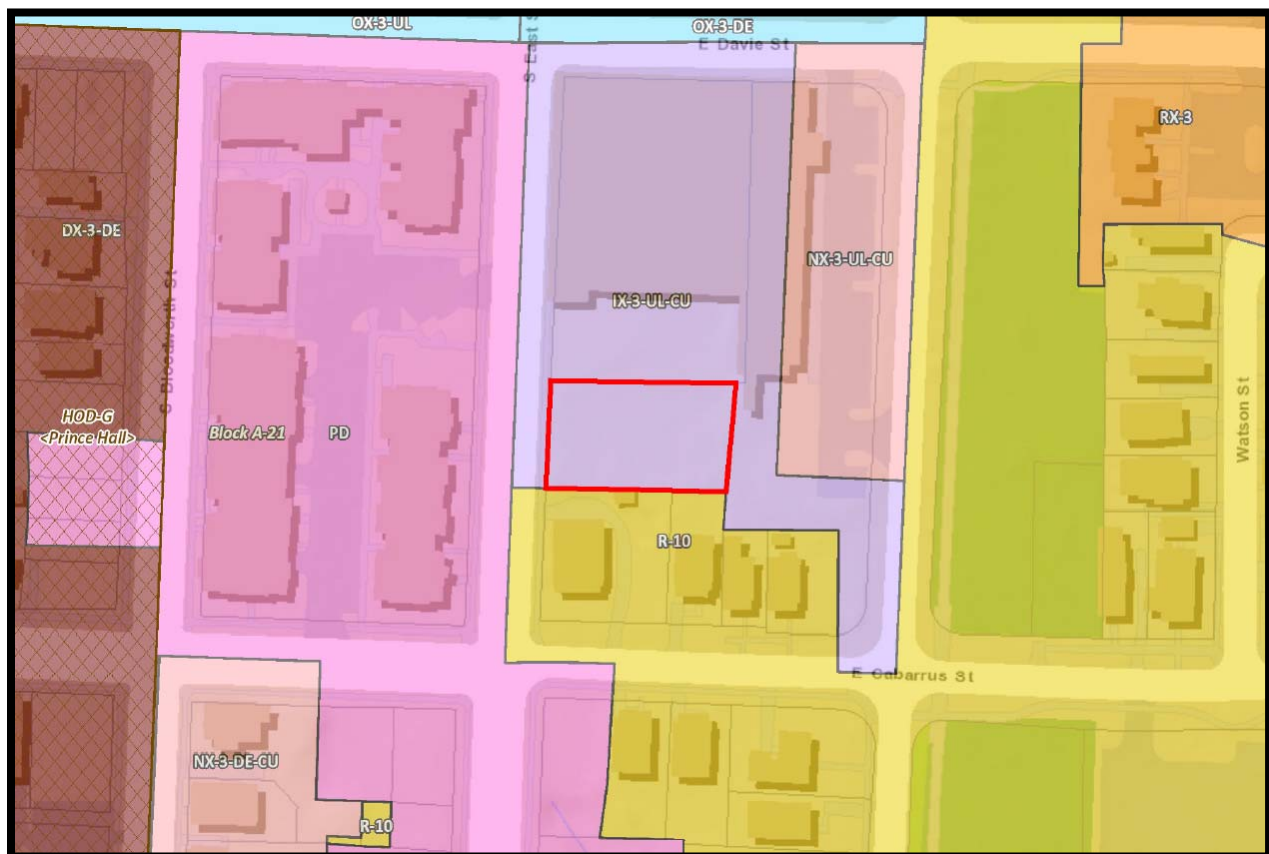 OX-3-UL
OX-3-DE
S East S
E Davie St
RX-3
DX-3-DE
NX-3-UL-CU
S Bloodworth St
IX-3-UL-CU
HOD-G
<Prince Hall>
Block A-21
PD
Watson St
R-10
E Cabarrus St
NX-3-DE-CU
R-10